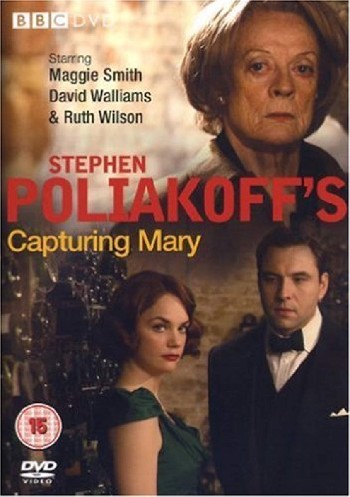 BBC DVD
Starring
Maggie Smith
David Walliams
& Ruth Wilson
STEPHEN
POLIAKOFF'S
Capturing Mary
15
DVD
VIDEO